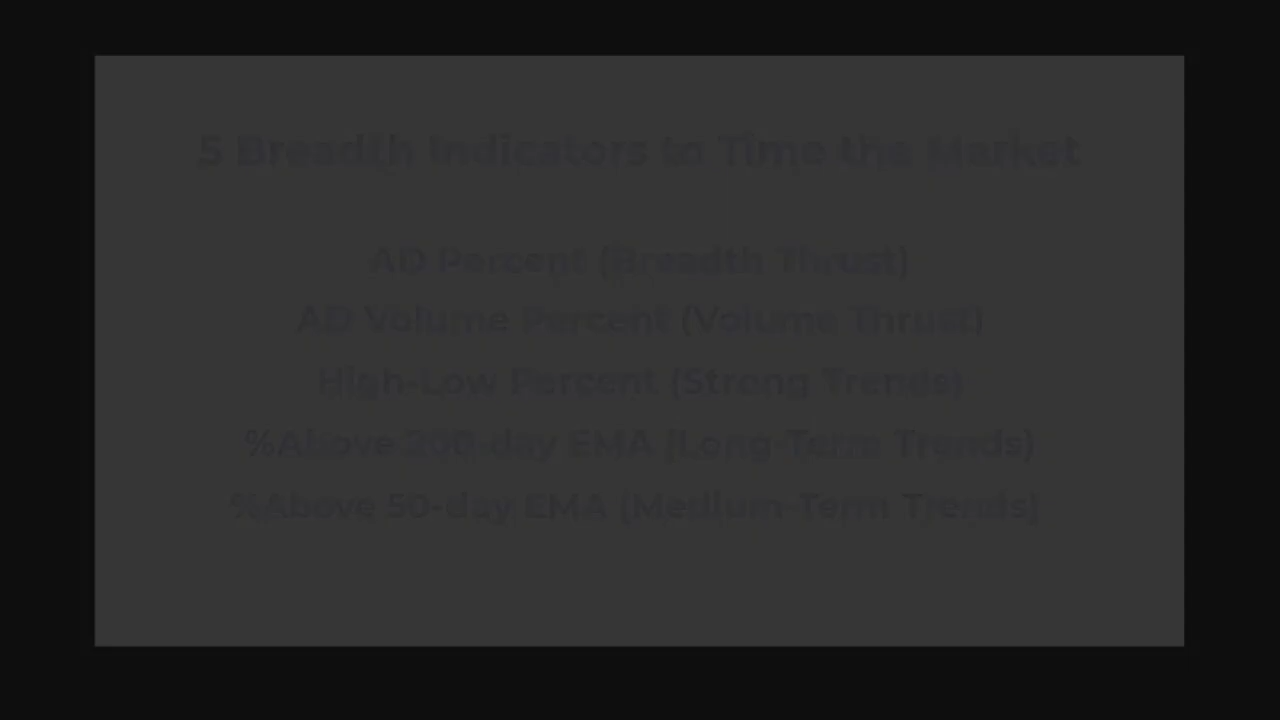 5 Breadth Indicators to Time the Market
AD Percent (Breadth Thrust)
AD Volume Percent (Volume Thrust)
High-Low Percent (Strong Trends)
%Above 200-day EMA (Long-Term Trends)
%Above 50-day EMA (Medium-Term Trends)